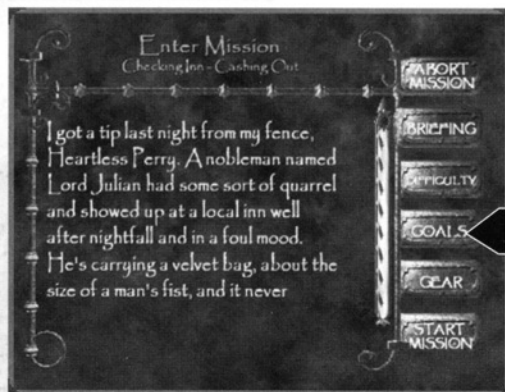 Enter Mission
Checking Inn - Cashing Out
I got a tip last night from my fence,
Heartless Perry. A nobleman named
Lord Julian had some sort of quarrel
and showed up at a local inn well
after nightfall and in a foul mood.
He's carrying a velvet bag, about the
size of a man's fist, and it never
ABORT
MISSION
BRIEFING
DIFFICULTY
GOALS
GEAR
START
MISSION